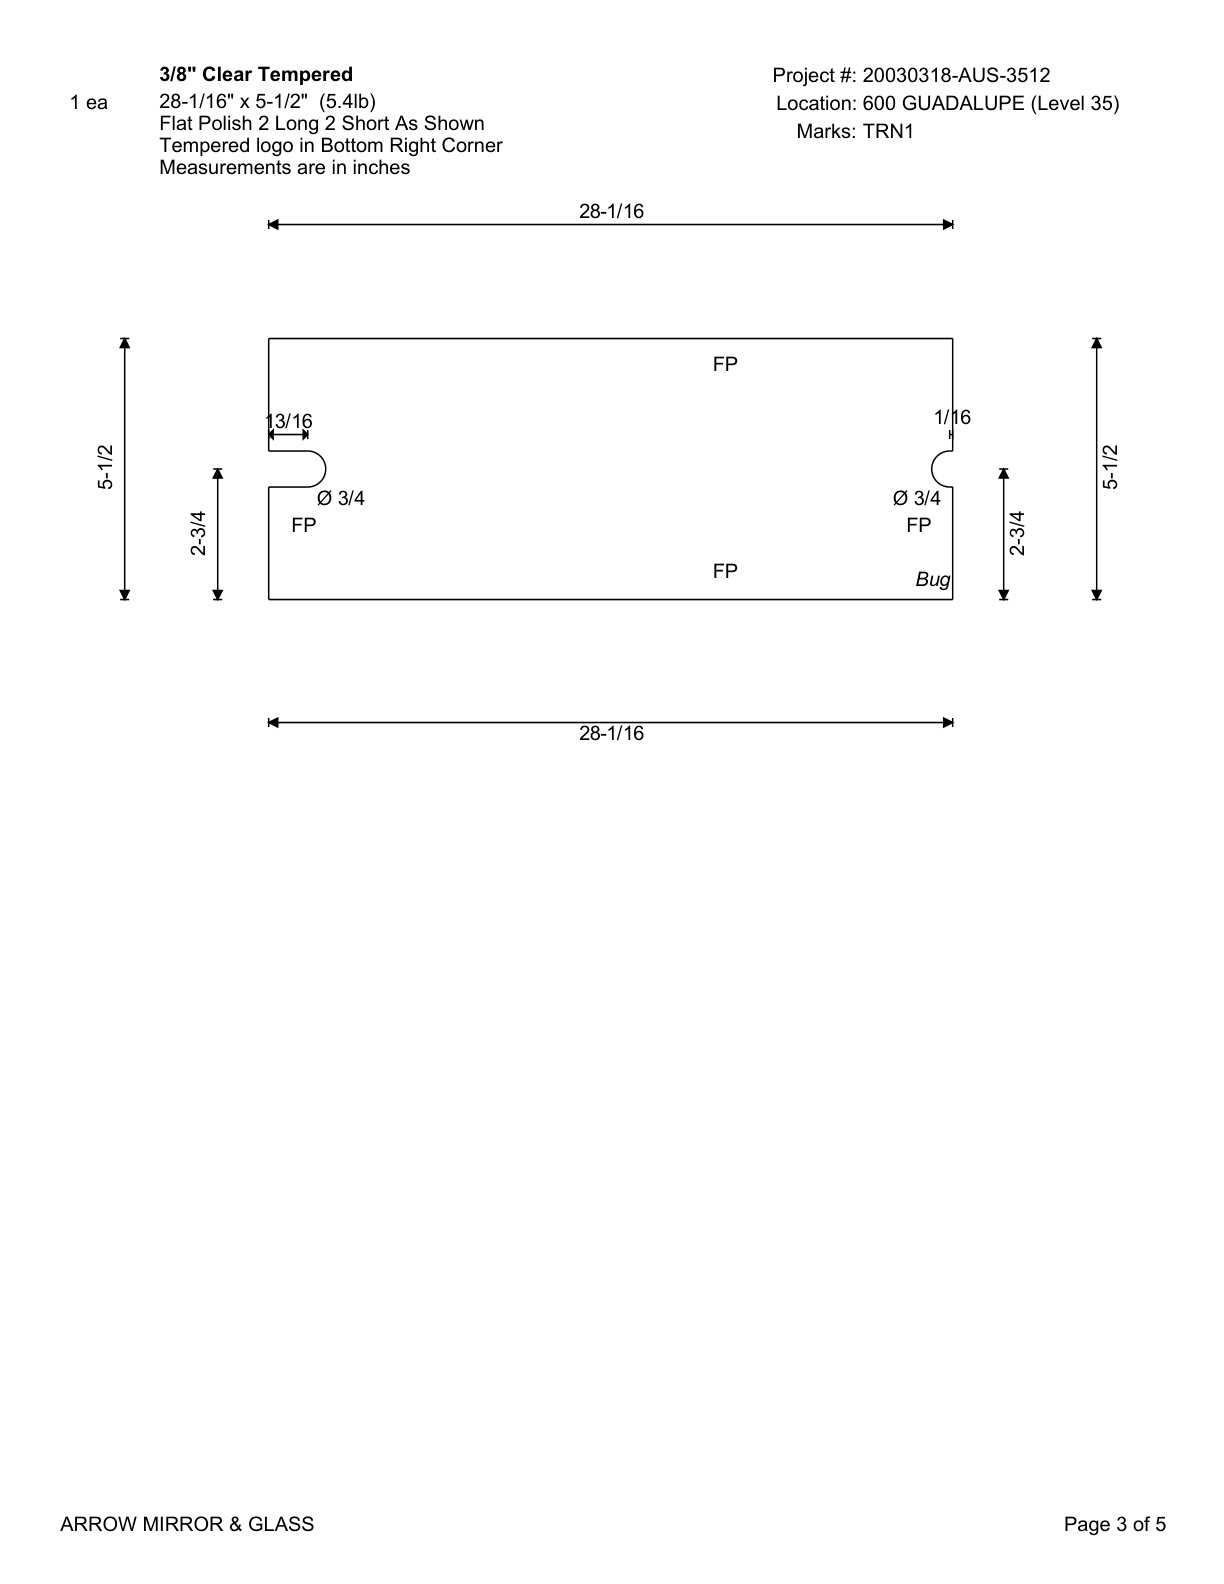 3/8" Clear Tempered
1 ea
28-1/16" x 5-1/2"  (5.4lb)
Flat Polish 2 Long 2 Short As Shown
Tempered logo in Bottom Right Corner
Measurements are in inches
Project #: 20030318-AUS-3512
Location: 600 GUADALUPE (Level 35)
Marks: TRN1
28-1/16
FP
13/16
1/16
5-1/2
5-1/2
Ø 3/4
Ø 3/4
2-3/4
FP
FP
2-3/4
FP
Bug
28-1/16
ARROW MIRROR & GLASS
Page 3 of 5